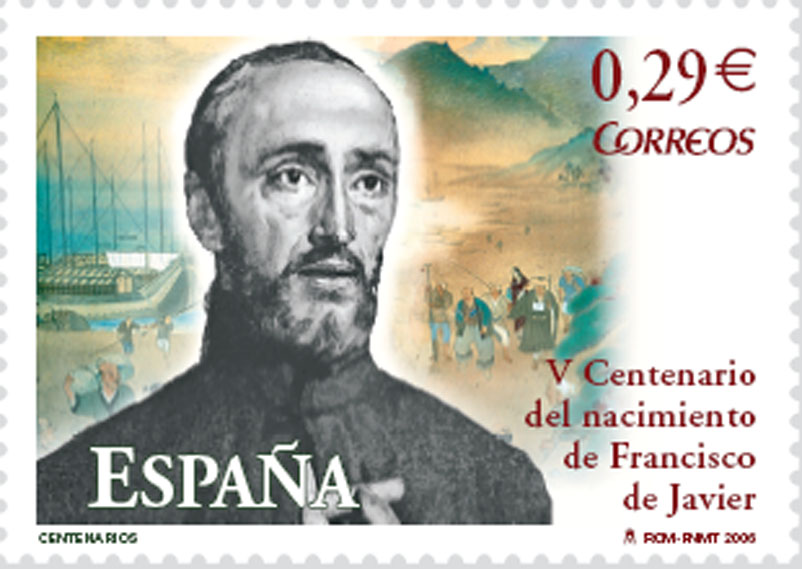 0,29€
CORREOS
V Centenario
del nacimiento
de Francisco
de Javier
ESPAÑA
CENTENARIOS
RCM-FNMT 2006